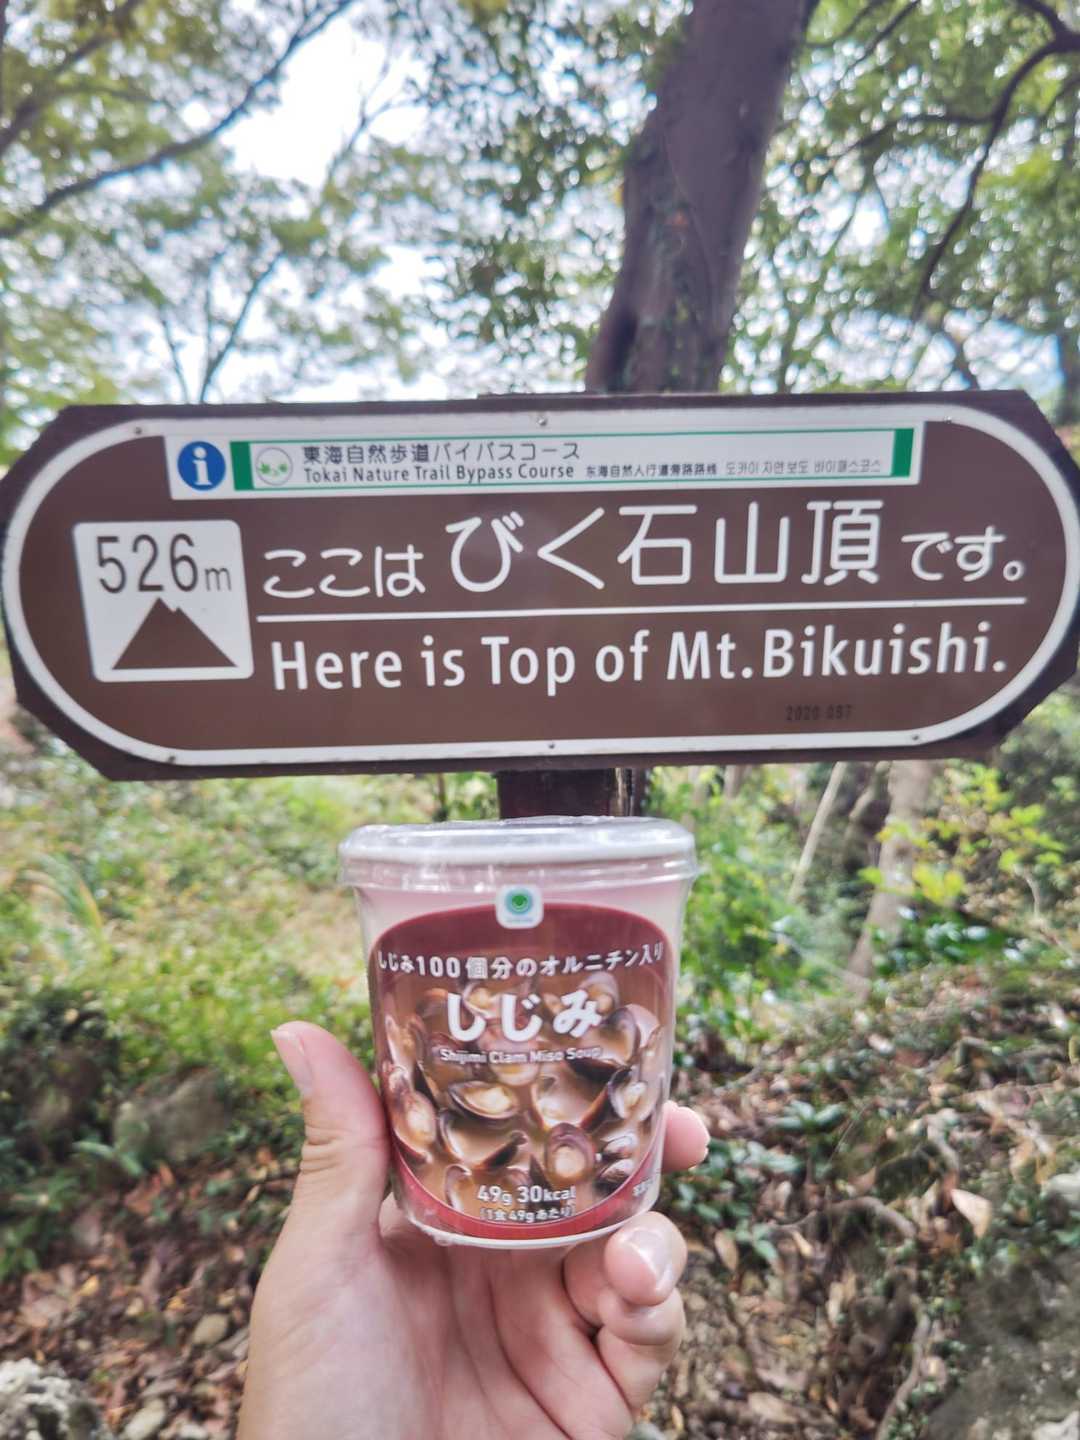 東海自然歩道バイパスコース
Tokai Nature Trail Bypass Course 东海自然人行道旁路路线 도카이 자연 보도 바이패스코스
526m
ここは びく石山頂 です。
Here is Top of Mt.Bikuishi.
2020 087
しじみ100個分のオルニチン入り
しじみ
Shijimi Clam Miso Soup
49g 30kcal
(1食49gあたり)